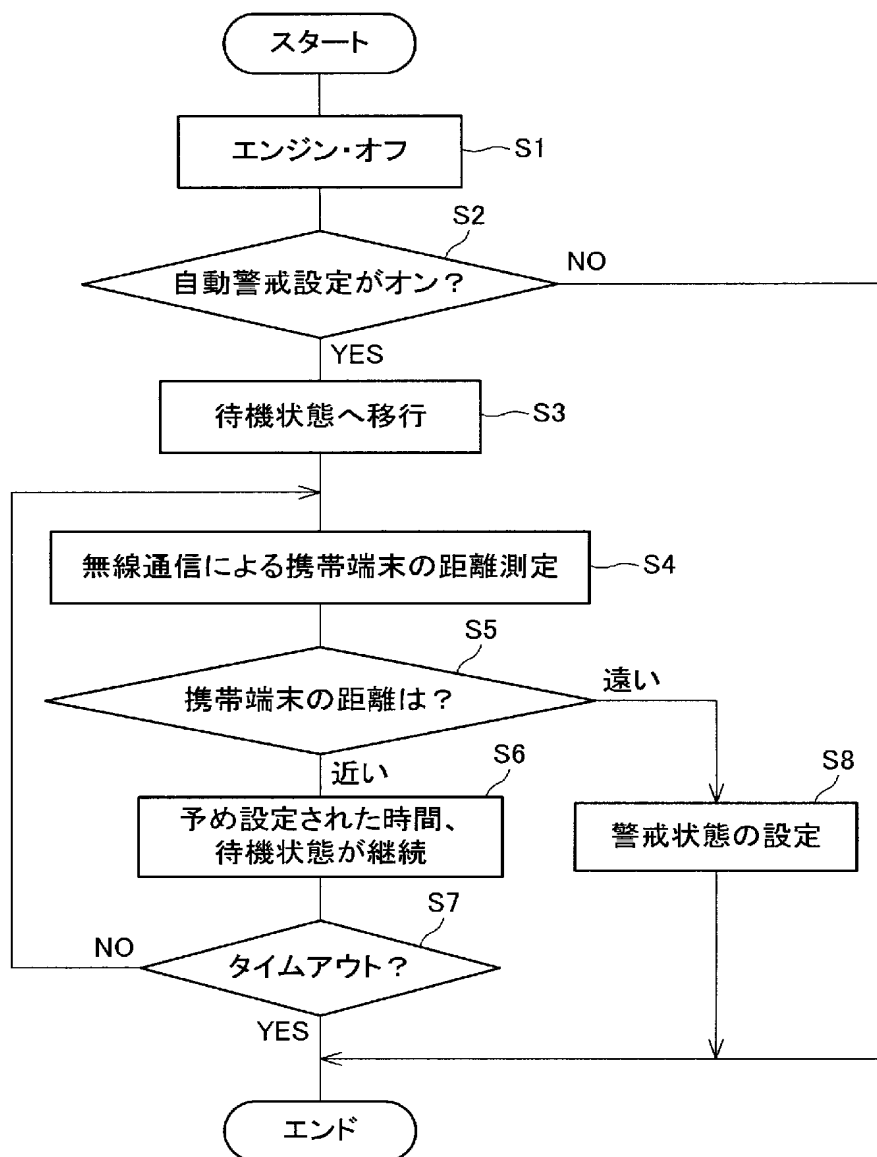 スタート
エンジン・オフ
S1
S2
自動警戒設定がオン?
NO
YES
待機状態へ移行
S3
無線通信による携帯端末の距離測定
S4
S5
携帯端末の距離は?
遠い
近い
S6
予め設定された時間、
待機状態が継続
S8
警戒状態の設定
S7
タイムアウト?
NO
YES
エンド